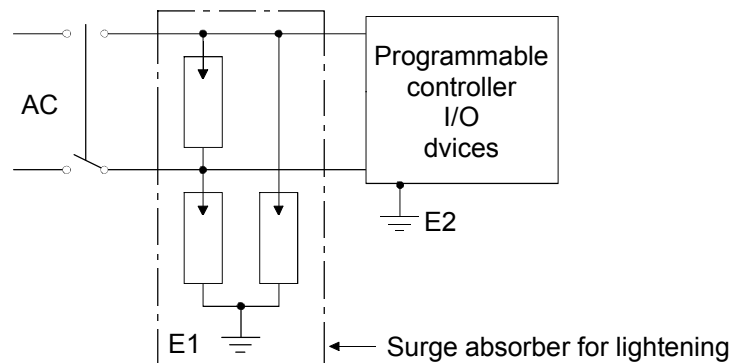 Programmable
controller
I/O
dvices
AC
E2
E1
Surge absorber for lightening